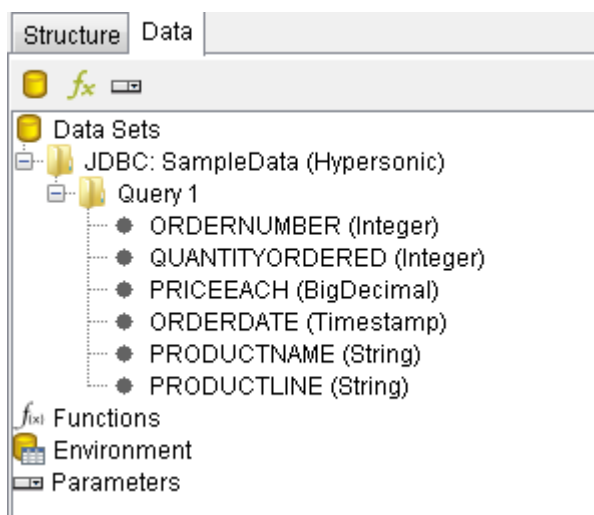 Structure Data
fx
Data Sets
JDBC: SampleData (Hypersonic)
Query 1
ORDERNUMBER (Integer)
QUANTITYORDERED (Integer)
PRICEEACH (BigDecimal)
ORDERDATE (Timestamp)
PRODUCTNAME (String)
PRODUCTLINE (String)
f(x) Functions
Environment
Parameters